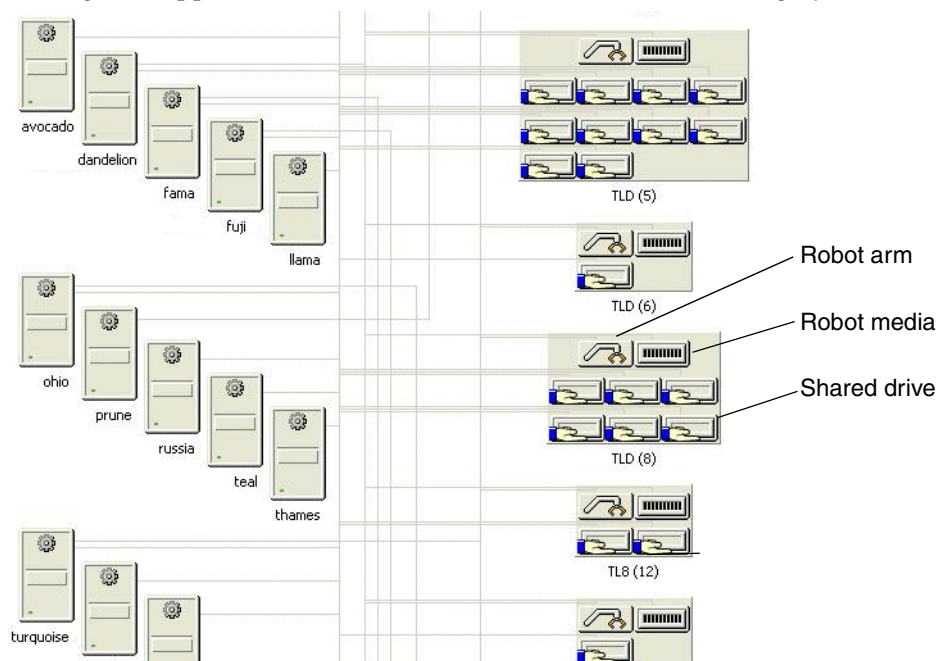 avocado
dandelion
fama
fuji
llama
TLD (5)
TLD (6)
Robot arm
Robot media
Shared drive
ohio
prune
russia
teal
thames
TLD (8)
TL8 (12)
turquoise